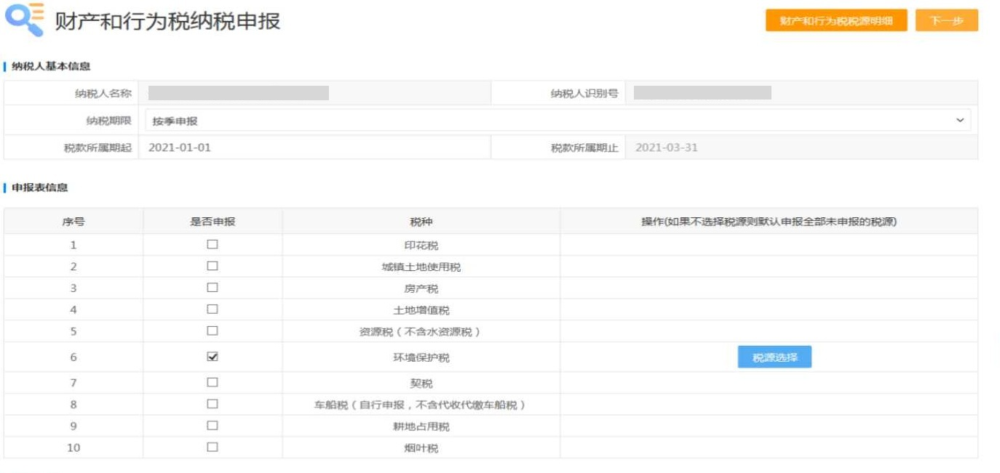 财产和行为税纳税申报
财产和行为税税源明细 下一步
纳税人基本信息
纳税人名称 纳税人识别号
纳税期限 按季申报
税款所属期起 2021-01-01 税款所属期止 2021-03-31
申报表信息
序号 是否申报 税种 操作(如果不选择税源则默认申报全部未申报的税源)
1 印花税
2 城镇土地使用税
3 房产税
4 土地增值税
5 资源税（不含水资源税）
6 环境保护税 税源选择
7 契税
8 车船税（自行申报，不含代收代缴车船税）
9 耕地占用税
10 烟叶税